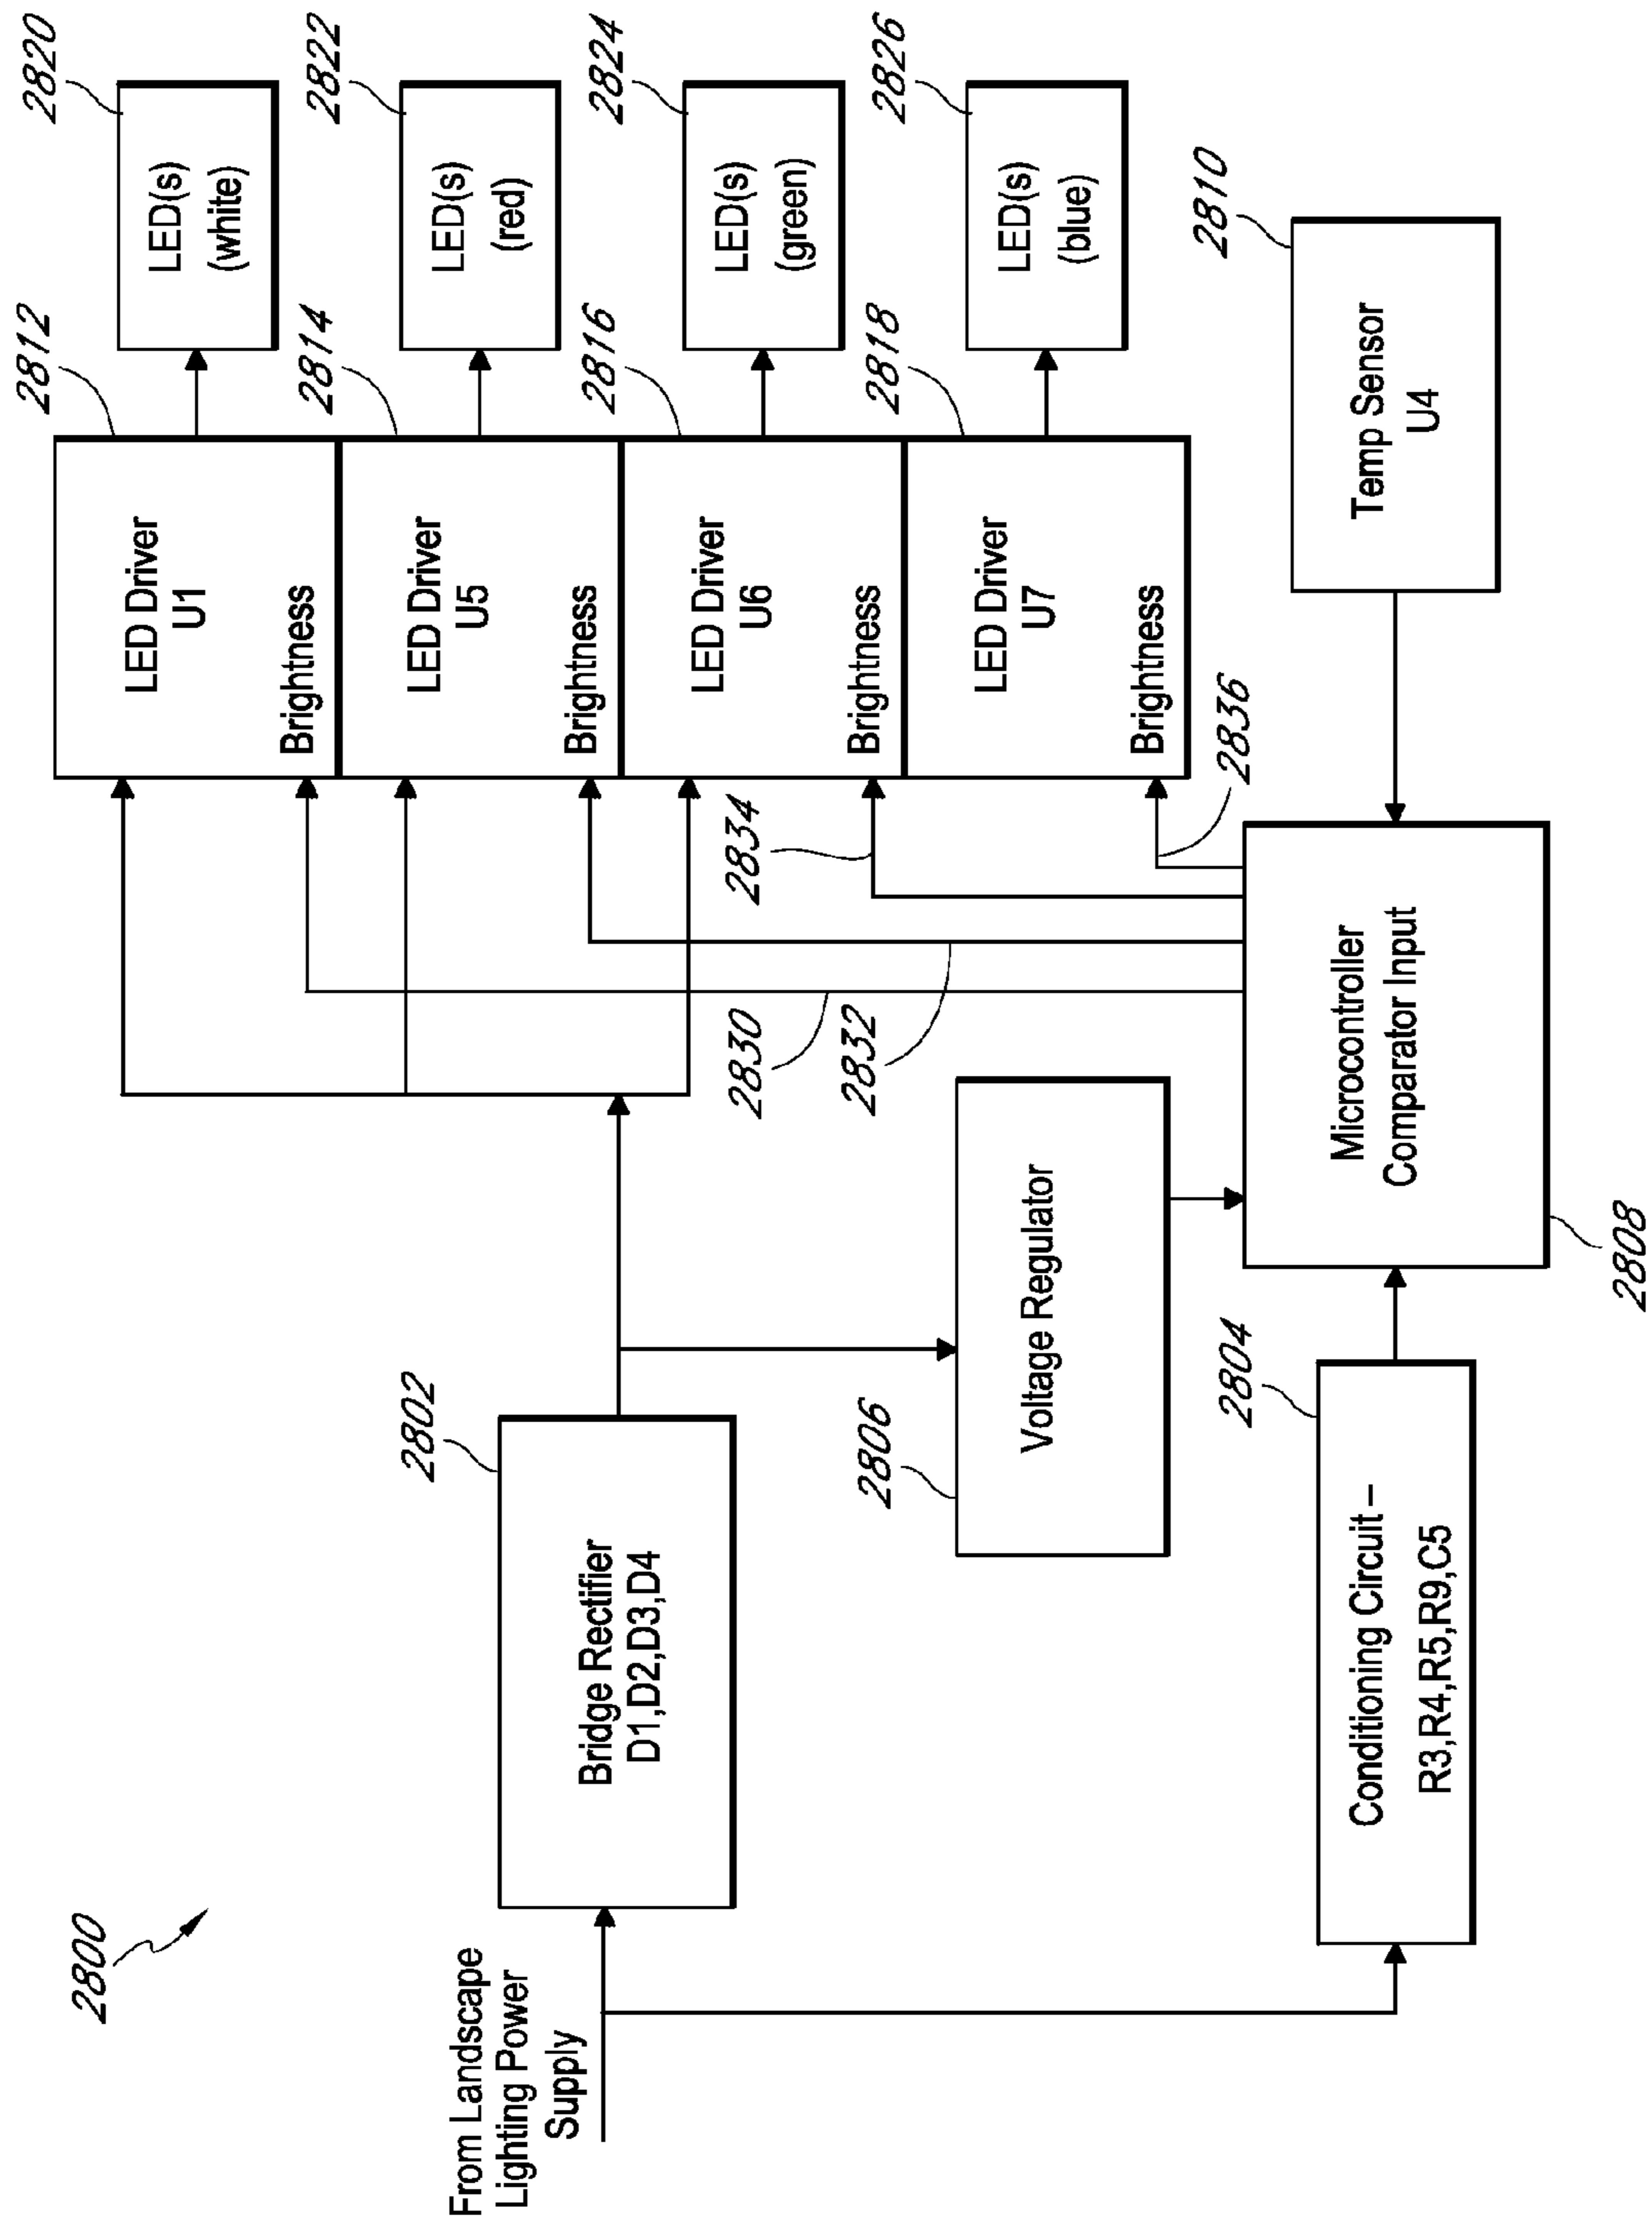 2800
From Landscape
Lighting Power
Supply
2802
Bridge Rectifier
D1,D2,D3,D4
2804
Conditioning Circuit –
R3,R4,R5,R9,C5
2806
Voltage Regulator
2808
Microcontroller
Comparator Input
2810
Temp Sensor
U4
2830
2832
2834
2836
2812
LED Driver
U1
Brightness
2814
LED Driver
U5
Brightness
2816
LED Driver
U6
Brightness
2818
LED Driver
U7
Brightness
2820
LED(s)
(white)
2822
LED(s)
(red)
2824
LED(s)
(green)
2826
LED(s)
(blue)